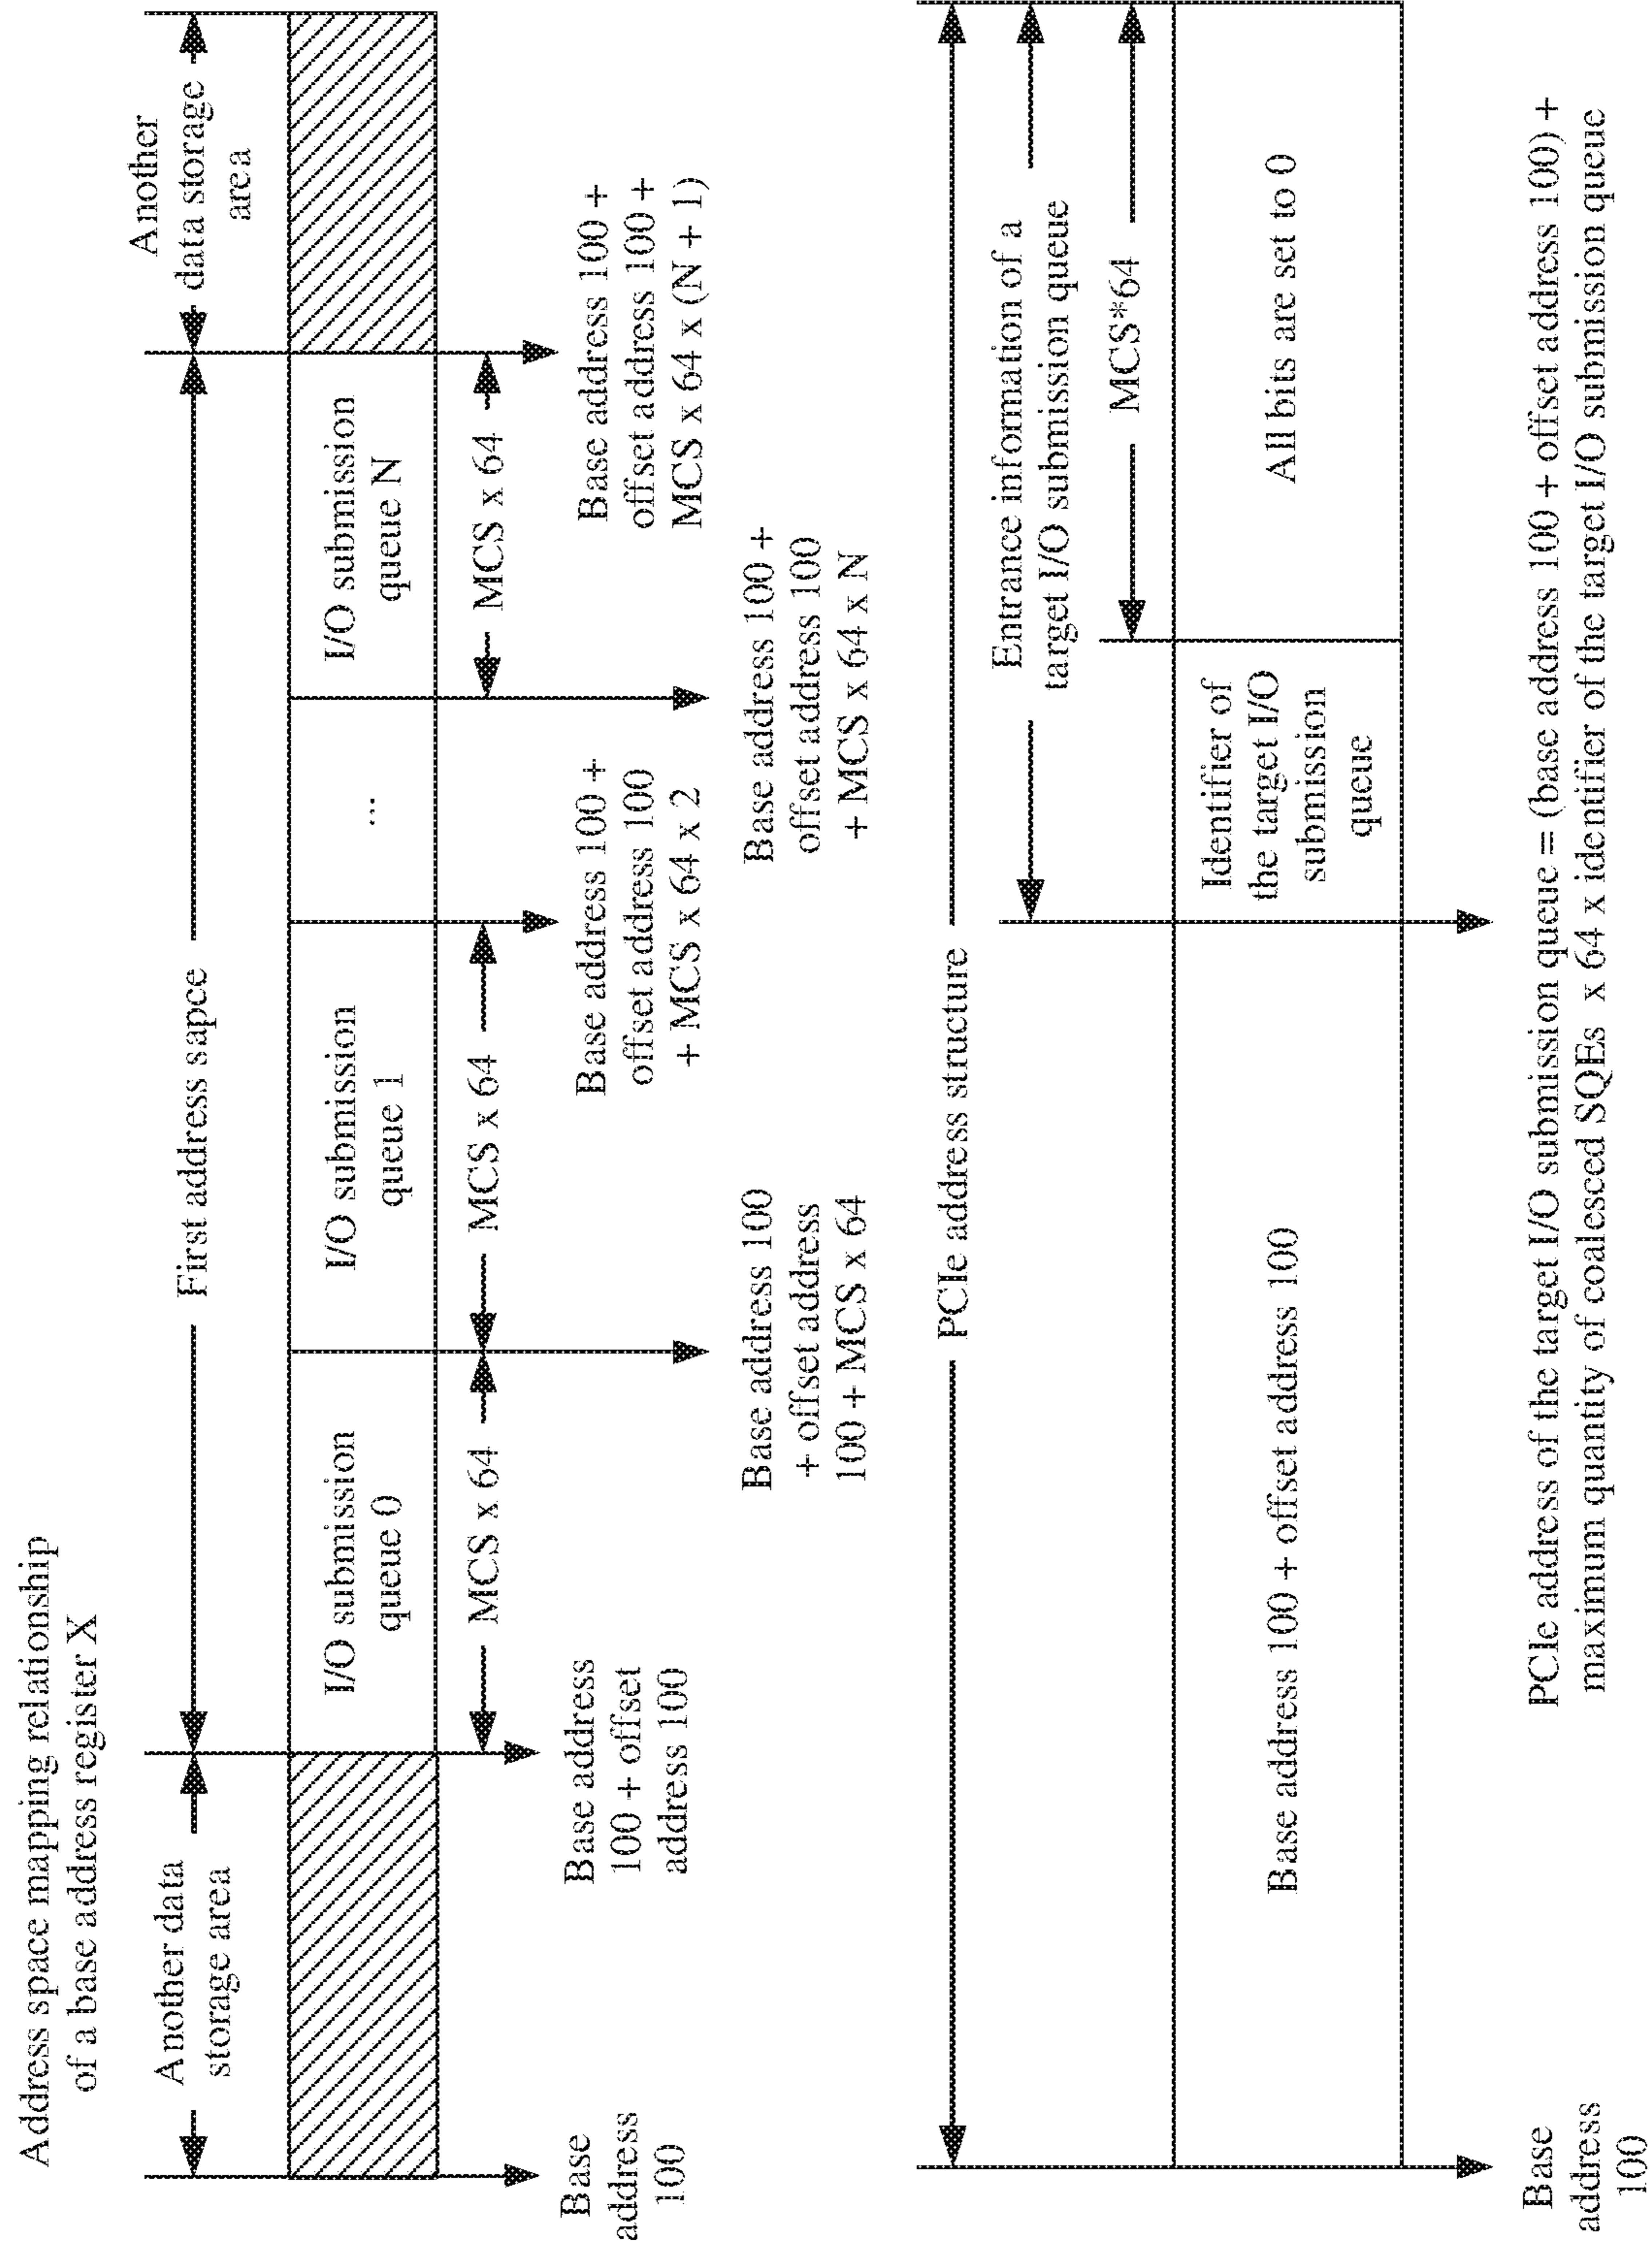 Address space mapping relationship
of a base address register X
Another data
storage area
First address sapce
Another
data storage
area
I/O submission
queue 0
I/O submission
queue 1
...
I/O submission
queue N
MCS x 64
MCS x 64
MCS x 64
Base
address
100
Base address
100 + offset
address 100
Base address 100
+ offset address
100 + MCS x 64
Base address 100 +
offset address 100
+ MCS x 64 x 2
Base address 100 +
offset address 100
+ MCS x 64 x N
Base address 100 +
offset address 100 +
MCS x 64 x (N + 1)
PCIe address structure
Entrance information of a
target I/O submission queue
MCS*64
Base address 100 + offset address 100
Identifier of
the target I/O
submission
queue
All bits are set to 0
Base
address
100
PCIe address of the target I/O submission queue = (base address 100 + offset address 100) +
maximum quantity of coalesced SQEs x 64 x identifier of the target I/O submission queue